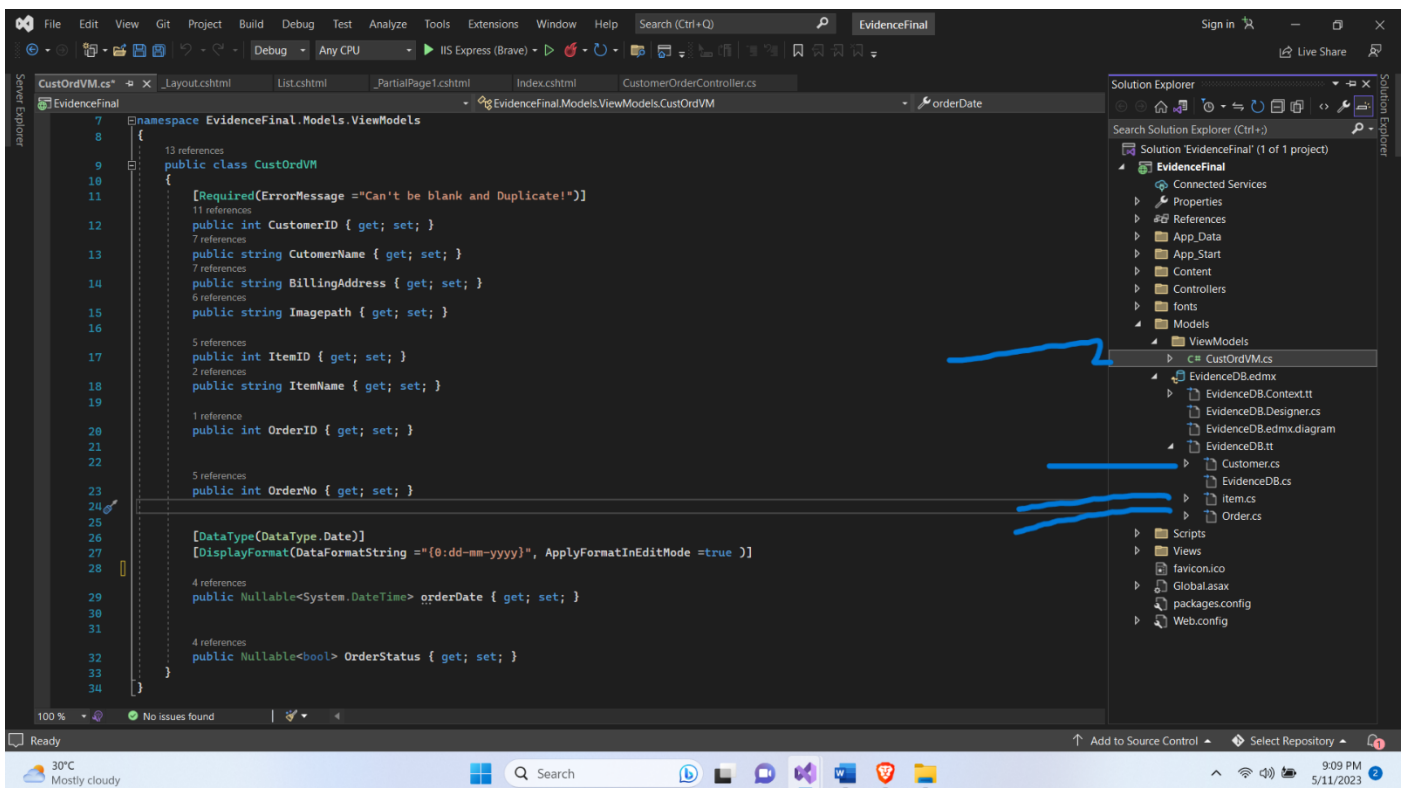 File Edit View Git Project Build Debug Test Analyze Tools Extensions Window Help Search (Ctrl+Q) EvidenceFinal Sign in
Debug Any CPU IIS Express (Brave) Live Share
Server Explorer
CustOrdVM.cs* _Layout.cshtml List.cshtml _PartialPage1.cshtml Index.cshtml CustomerOrderController.cs
EvidenceFinal EvidenceFinal.Models.ViewModels.CustOrdVM orderDate
7 namespace EvidenceFinal.Models.ViewModels
8 {
13 references
9 public class CustOrdVM
10 {
11 [Required(ErrorMessage ="Can't be blank and Duplicate!")]
11 references
12 public int CustomerID { get; set; }
7 references
13 public string CutomerName { get; set; }
7 references
14 public string BillingAddress { get; set; }
6 references
15 public string Imagepath { get; set; }
16
5 references
17 public int ItemID { get; set; }
2 references
18 public string ItemName { get; set; }
19
1 reference
20 public int OrderID { get; set; }
21
22
5 references
23 public int OrderNo { get; set; }
24
25
26 [DataType(DataType.Date)]
27 [DisplayFormat(DataFormatString ="{0:dd-mm-yyyy}", ApplyFormatInEditMode =true )]
28
4 references
29 public Nullable<System.DateTime> orderDate { get; set; }
30
31
4 references
32 public Nullable<bool> OrderStatus { get; set; }
33 }
34 }
100 % No issues found
Solution Explorer
Search Solution Explorer (Ctrl+;)
Solution 'EvidenceFinal' (1 of 1 project)
EvidenceFinal
Connected Services
Properties
References
App_Data
App_Start
Content
Controllers
fonts
Models
ViewModels
C# CustOrdVM.cs
EvidenceDB.edmx
EvidenceDB.Context.tt
EvidenceDB.Designer.cs
EvidenceDB.edmx.diagram
EvidenceDB.tt
Customer.cs
EvidenceDB.cs
item.cs
Order.cs
Scripts
Views
favicon.ico
Global.asax
packages.config
Web.config
Solution Explorer
Ready Add to Source Control Select Repository 1
30°C
Mostly cloudy
Search
9:09 PM
5/11/2023
2